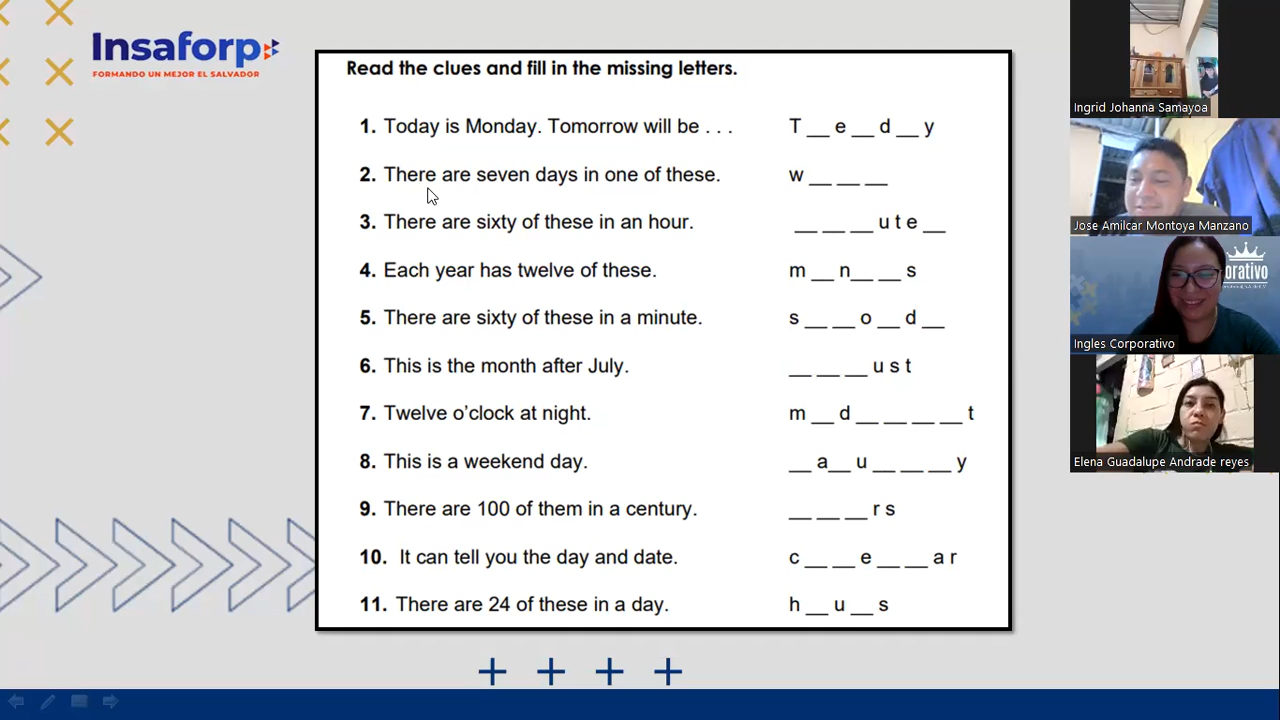 Insaforp
FORMANDO UN MEJOR EL SALVADOR
Read the clues and fill in the missing letters.
1. Today is Monday. Tomorrow will be . . . T __ e __ d __ y
2. There are seven days in one of these. w __ __ __
3. There are sixty of these in an hour. __ __ __ u t e __
4. Each year has twelve of these. m __ n__ __ s
5. There are sixty of these in a minute. s __ __ o __ d __
6. This is the month after July. __ __ __ u s t
7. Twelve o’clock at night. m __ d __ __ __ __ t
8. This is a weekend day. __ a__ u __ __ __ y
9. There are 100 of them in a century. __ __ __ r s
10. It can tell you the day and date. c __ __ e __ __ a r
11. There are 24 of these in a day. h __ u __ s
Ingrid Johanna Samayoa
Jose Amilcar Montoya Manzano
orativo
Ingles Corporativo
Elena Guadalupe Andrade reyes